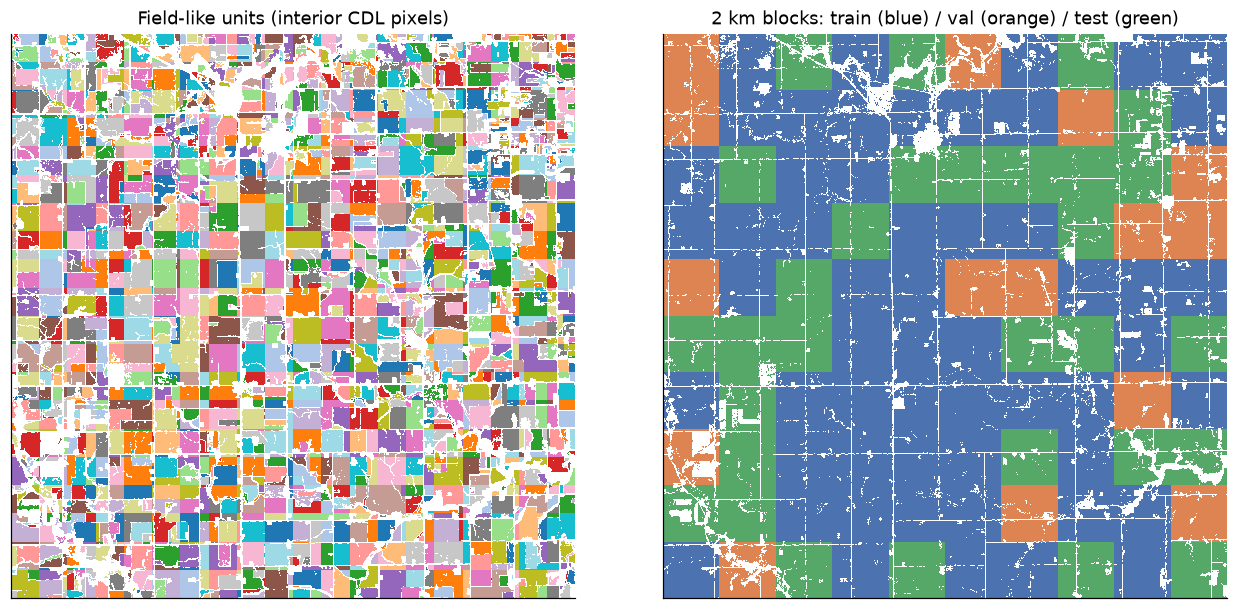 Field-like units (interior CDL pixels)
2 km blocks: train (blue) / val (orange) / test (green)